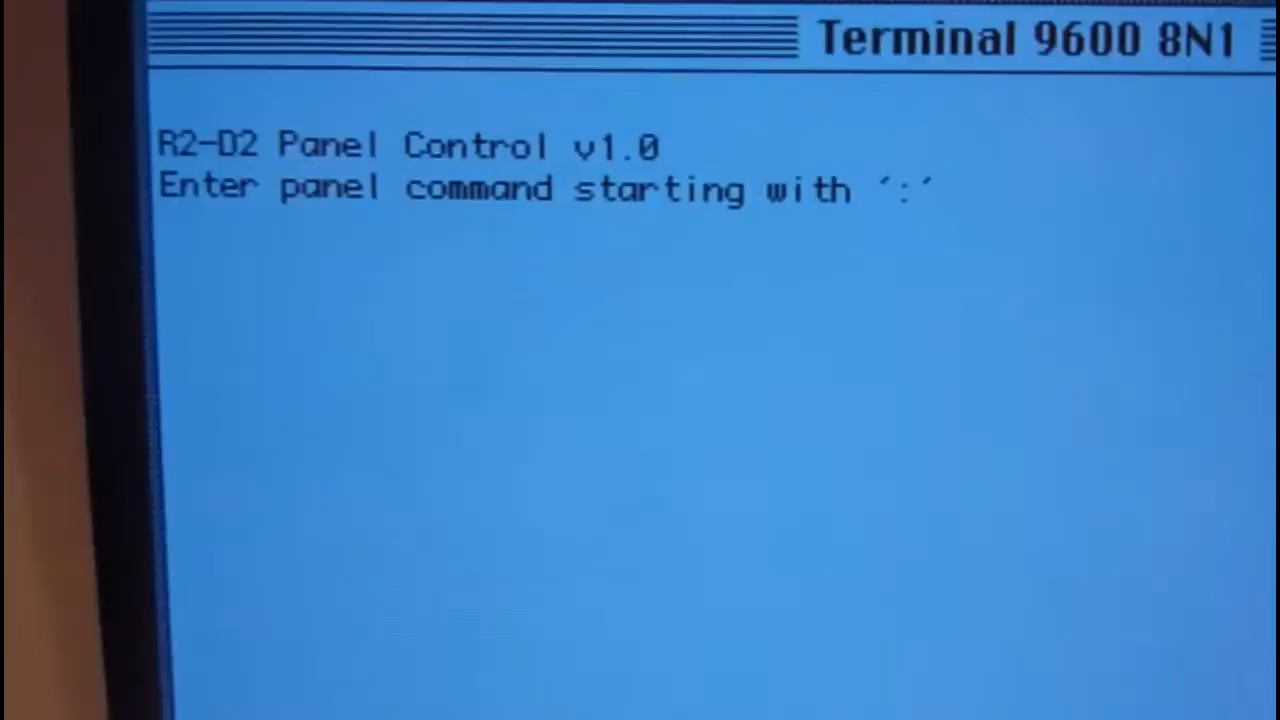 Terminal 9600 8N1
R2-D2 Panel Control v1.0
Enter panel command starting with ':'